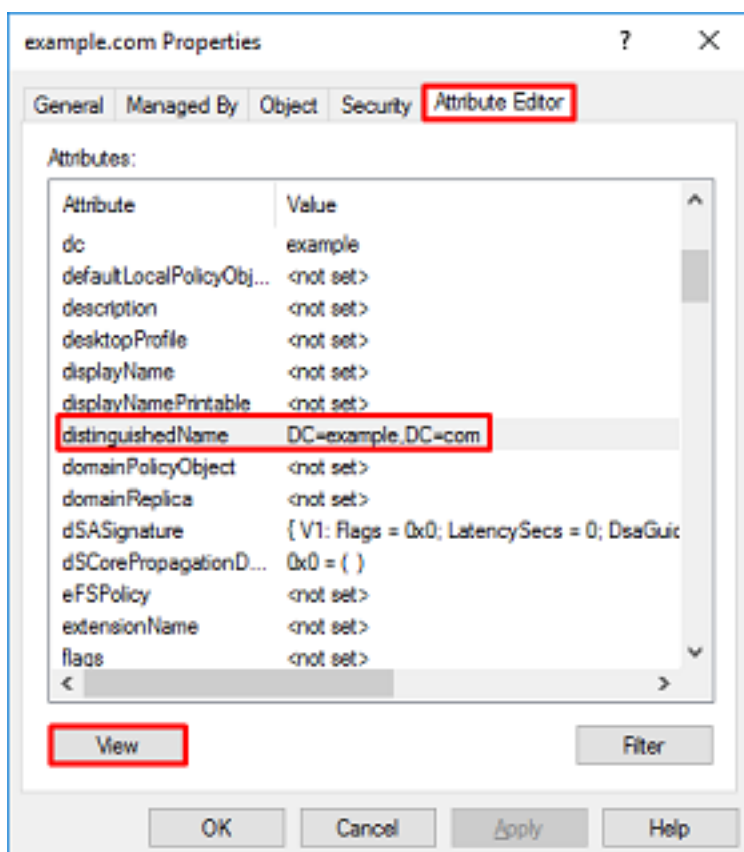 example.com Properties ? ×
General Managed By Object Security Attribute Editor
Attributes:
Attribute Value
dc example
defaultLocalPolicyObj... <not set>
description <not set>
desktopProfile <not set>
displayName <not set>
displayNamePrintable <not set>
distinguishedName DC=example,DC=com
domainPolicyObject <not set>
domainReplica <not set>
dSASignature { V1: Flags = 0x0; LatencySecs = 0; DsaGuic
dSCorePropagationD... 0x0 = ( )
eFSPolicy <not set>
extensionName <not set>
flags <not set>
View Filter
OK Cancel Apply Help